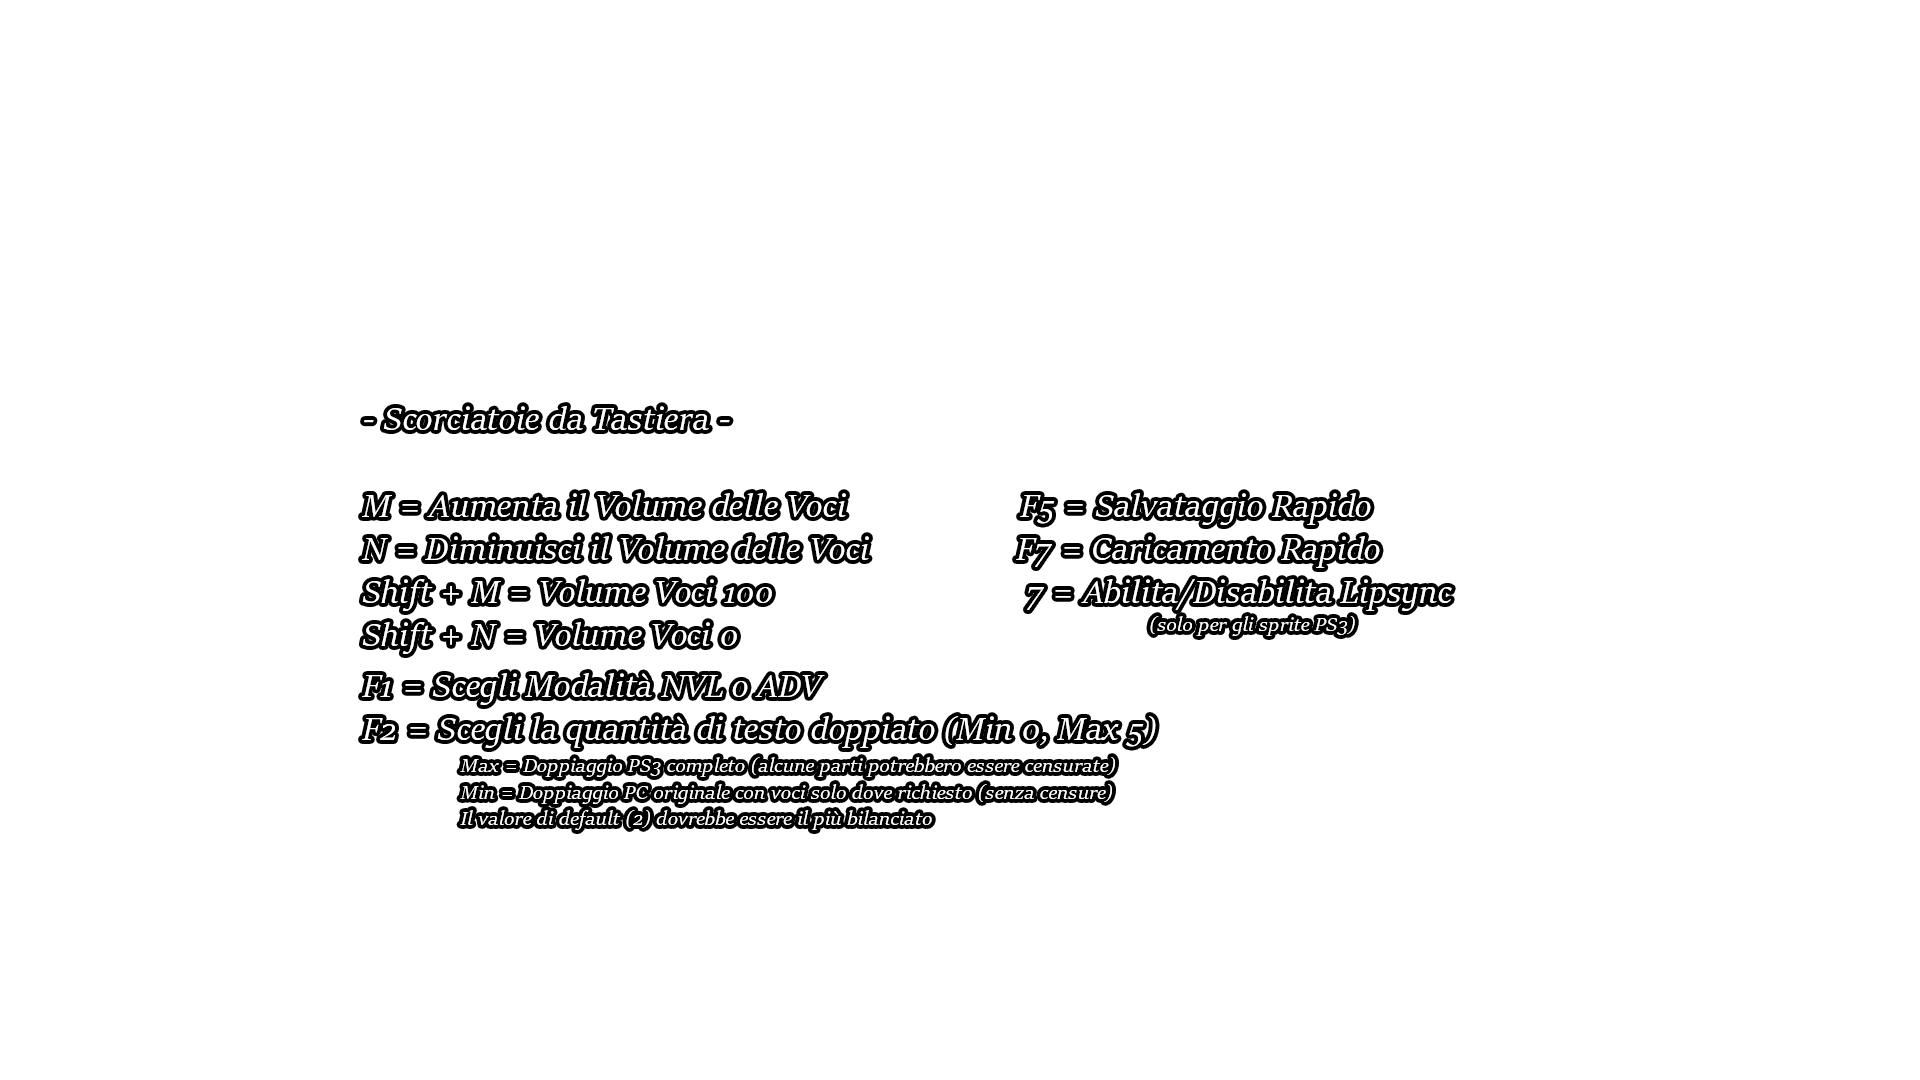 - Scorciatoie da Tastiera -
M = Aumenta il Volume delle Voci
N = Diminuisci il Volume delle Voci
Shift + M = Volume Voci 100
Shift + N = Volume Voci 0
F1 = Scegli Modalità NVL o ADV
F2 = Scegli la quantità di testo doppiato (Min 0, Max 5)
Max = Doppiaggio PS3 completo (alcune parti potrebbero essere censurate)
Min = Doppiaggio PC originale con voci solo dove richiesto (senza censure)
Il valore di default (2) dovrebbe essere il più bilanciato
F5 = Salvataggio Rapido
F7 = Caricamento Rapido
7 = Abilita/Disabilita Lipsync
(solo per gli sprite PS3)